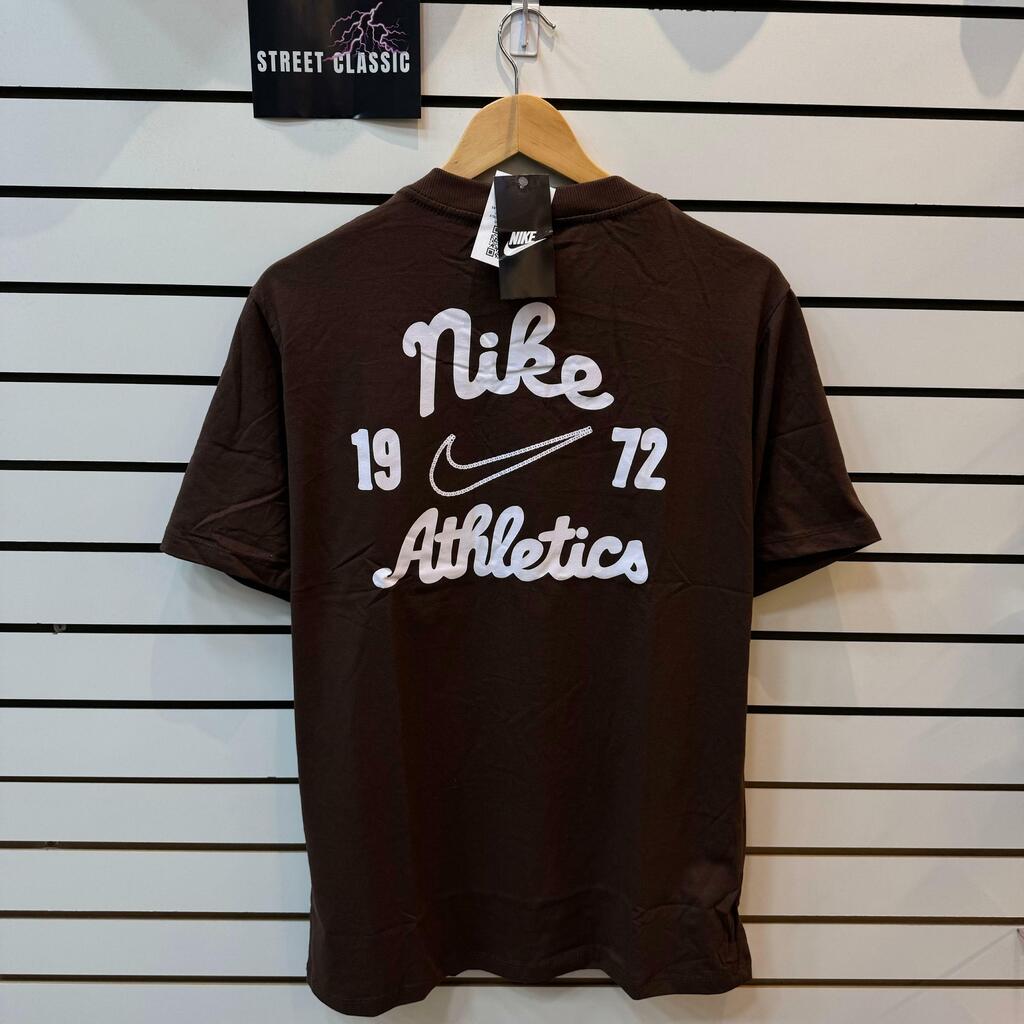 STREET CLASSIC
NIKE
Nike
19 72
Athletics